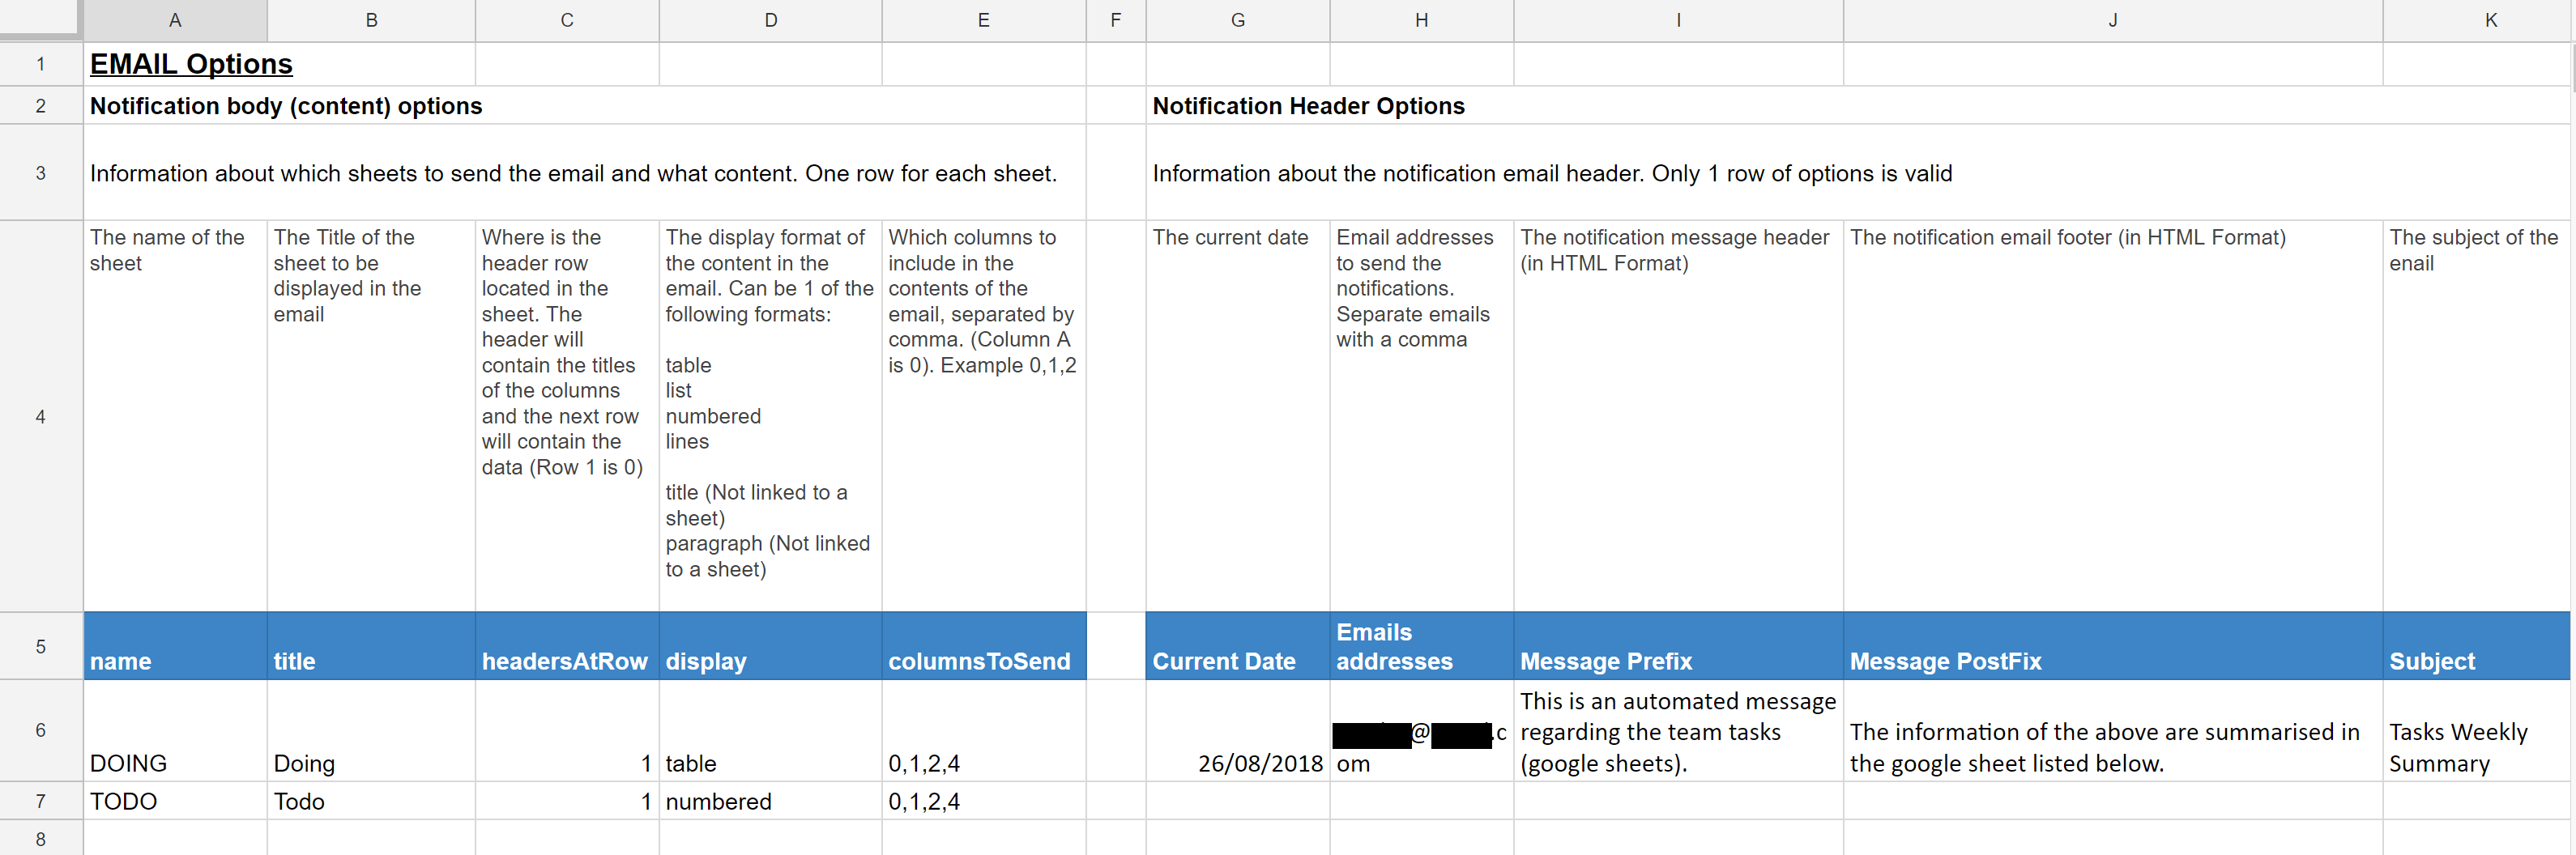 A B C D E F G H I J K
1 EMAIL Options
2 Notification body (content) options Notification Header Options
3 Information about which sheets to send the email and what content. One row for each sheet. Information about the notification email header. Only 1 row of options is valid
4
The name of the
sheet
The Title of the
sheet to be
displayed in the
email
Where is the
header row
located in the
sheet. The
header will
contain the titles
of the columns
and the next row
will contain the
data (Row 1 is 0)
The display format of
the content in the
email. Can be 1 of the
following formats:
table
list
numbered
lines
title (Not linked to a
sheet)
paragraph (Not linked
to a sheet)
Which columns to
include in the
contents of the
email, separated by
comma. (Column A
is 0). Example 0,1,2
The current date
Email addresses
to send the
notifications.
Separate emails
with a comma
The notification message header
(in HTML Format)
The notification email footer (in HTML Format)
The subject of the
enail
5
name title headersAtRow display columnsToSend Current Date
Emails
addresses
Message Prefix Message PostFix Subject
6
DOING Doing 1 table 0,1,2,4 26/08/2018
@ .c
om
This is an automated message
regarding the team tasks
(google sheets).
The information of the above are summarised in
the google sheet listed below.
Tasks Weekly
Summary
7 TODO Todo 1 numbered 0,1,2,4
8